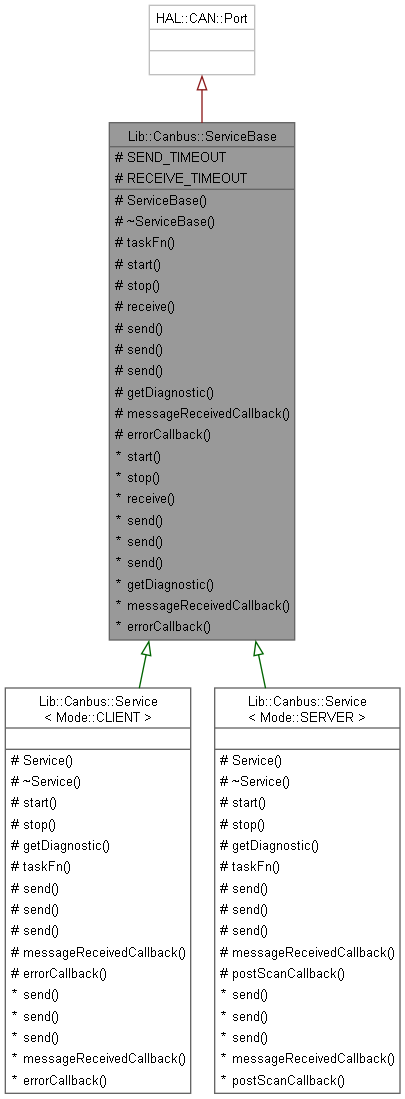 HAL::CAN::Port
Lib::Canbus::ServiceBase
# SEND_TIMEOUT
# RECEIVE_TIMEOUT
# ServiceBase()
# ~ServiceBase()
# taskFn()
# start()
# stop()
# receive()
# send()
# send()
# send()
# getDiagnostic()
# messageReceivedCallback()
# errorCallback()
* start()
* stop()
* receive()
* send()
* send()
* send()
* getDiagnostic()
* messageReceivedCallback()
* errorCallback()
Lib::Canbus::Service
< Mode::CLIENT >
# Service()
# ~Service()
# start()
# stop()
# getDiagnostic()
# taskFn()
# send()
# send()
# send()
# messageReceivedCallback()
# errorCallback()
* send()
* send()
* send()
* messageReceivedCallback()
* errorCallback()
Lib::Canbus::Service
< Mode::SERVER >
# Service()
# ~Service()
# start()
# stop()
# getDiagnostic()
# taskFn()
# send()
# send()
# send()
# messageReceivedCallback()
# postScanCallback()
* send()
* send()
* send()
* messageReceivedCallback()
* postScanCallback()